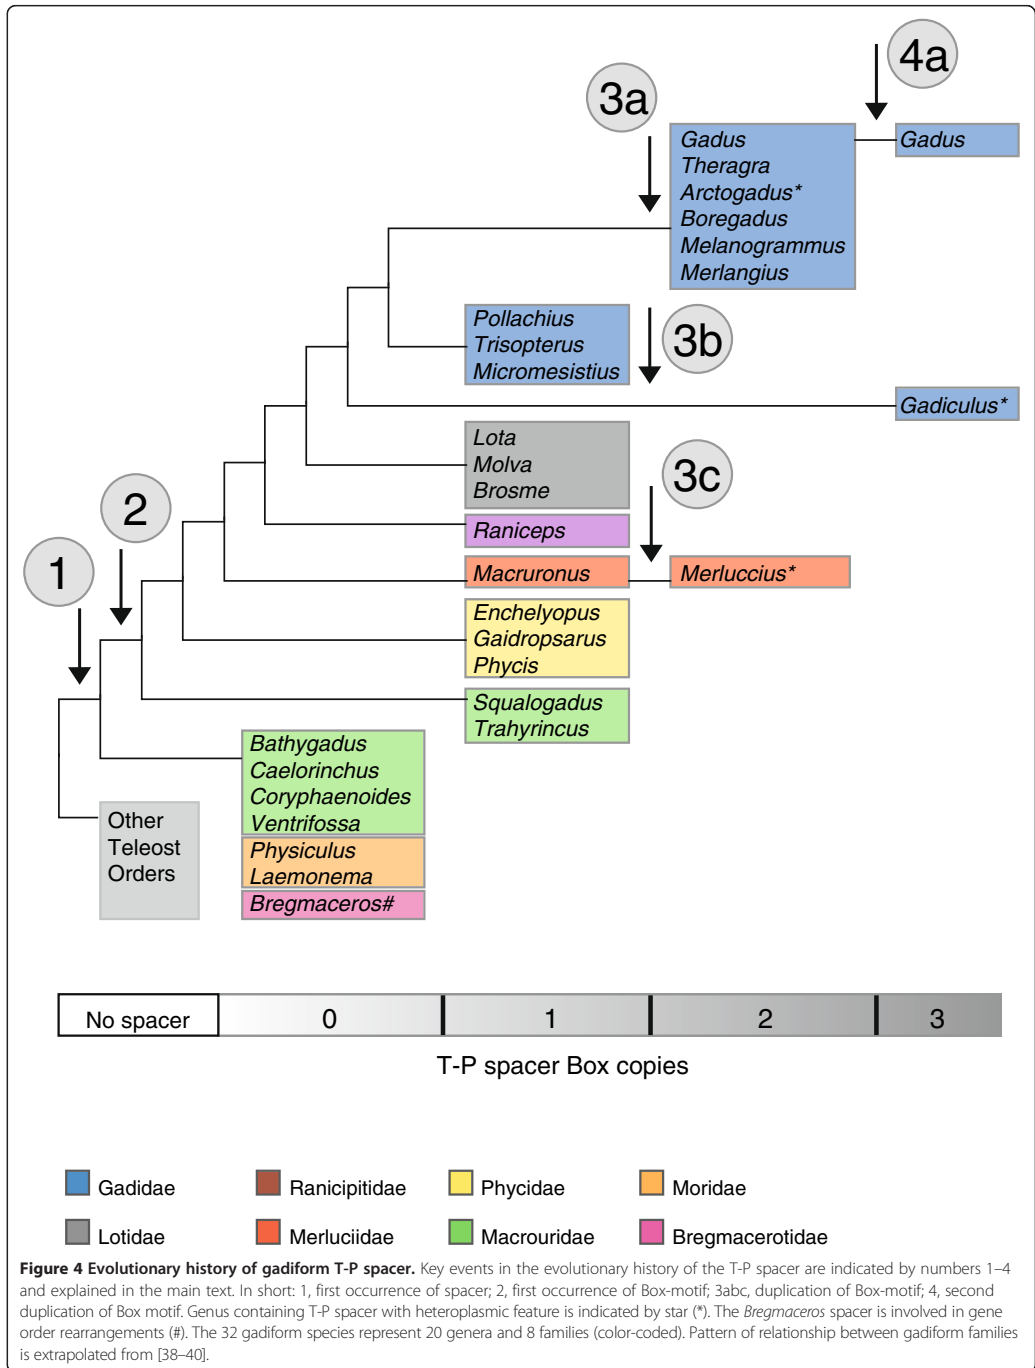 4a
3a
Gadus
Theragra
Arctogadus*
Boregadus
Melanogrammus
Merlangius
Gadus
Pollachius
Trisopterus
Micromesistius
3b
Gadiculus*
Lota
Molva
Brosme
3c
2
Raniceps
1
Macruronus
Merluccius*
Enchelyopus
Gaidropsarus
Phycis
Squalogadus
Trahyrincus
Bathygadus
Caelorinchus
Coryphaenoides
Ventrifossa
Other
Teleost
Orders
Physiculus
Laemonema
Bregmaceros#
No spacer 0 1 2 3
T-P spacer Box copies
Gadidae Ranicipitidae Phycidae Moridae
Lotidae Merluciidae Macrouridae Bregmacerotidae
Figure 4 Evolutionary history of gadiform T-P spacer. Key events in the evolutionary history of the T-P spacer are indicated by numbers 1–4
and explained in the main text. In short: 1, first occurrence of spacer; 2, first occurrence of Box-motif; 3abc, duplication of Box-motif; 4, second
duplication of Box motif. Genus containing T-P spacer with heteroplasmic feature is indicated by star (*). The Bregmaceros spacer is involved in gene
order rearrangements (#). The 32 gadiform species represent 20 genera and 8 families (color-coded). Pattern of relationship between gadiform families
is extrapolated from [38–40].